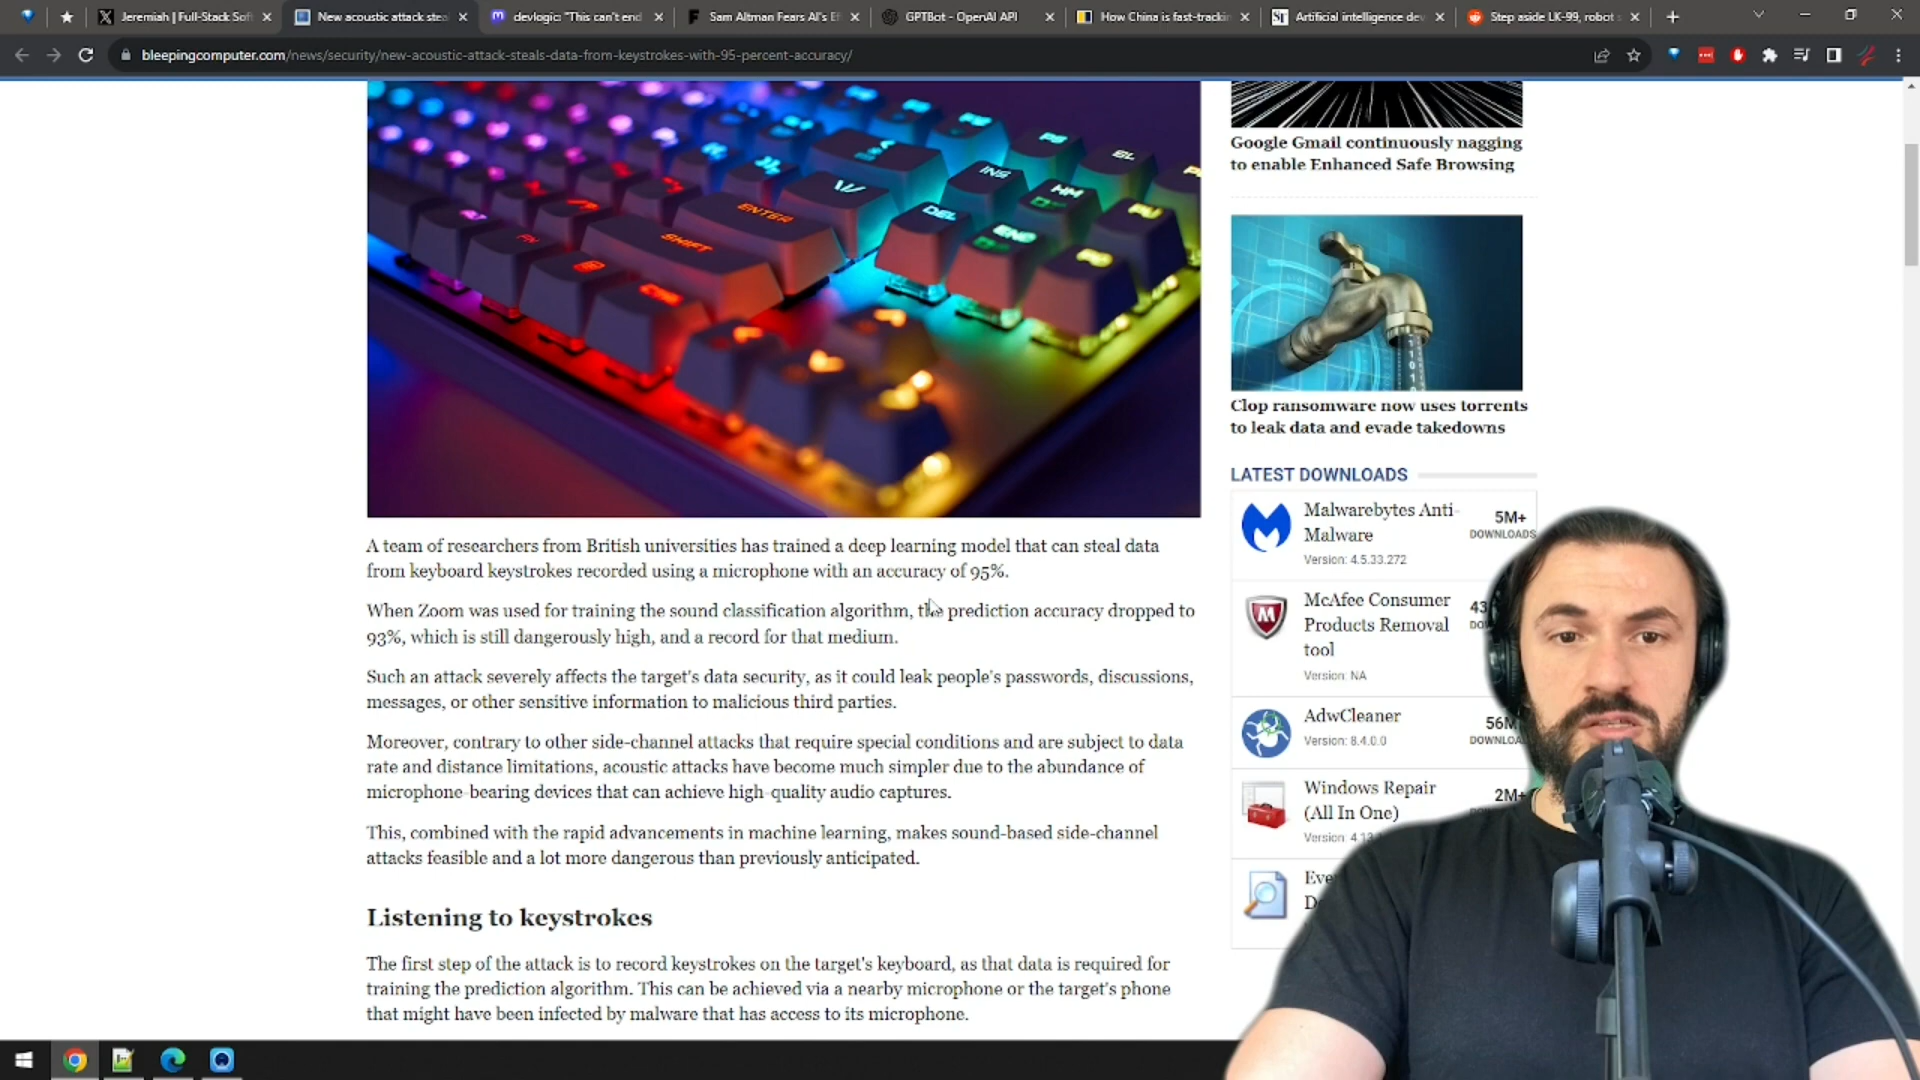 Jeremiah | Full-Stack Sof
New acoustic attack stea
devlogic: "This can't end
Sam Altman Fears AI's Ef
GPTBot - OpenAI API
How China is fast-trackin
Artificial intelligence dev
Step aside LK-99, robot s
bleepingcomputer.com/news/security/new-acoustic-attack-steals-data-from-keystrokes-with-95-percent-accuracy/
INS
DEL
END
ENTER
SHIFT
A team of researchers from British universities has trained a deep learning model that can steal data
from keyboard keystrokes recorded using a microphone with an accuracy of 95%.
When Zoom was used for training the sound classification algorithm, the prediction accuracy dropped to
93%, which is still dangerously high, and a record for that medium.
Such an attack severely affects the target's data security, as it could leak people's passwords, discussions,
messages, or other sensitive information to malicious third parties.
Moreover, contrary to other side-channel attacks that require special conditions and are subject to data
rate and distance limitations, acoustic attacks have become much simpler due to the abundance of
microphone-bearing devices that can achieve high-quality audio captures.
This, combined with the rapid advancements in machine learning, makes sound-based side-channel
attacks feasible and a lot more dangerous than previously anticipated.
Listening to keystrokes
The first step of the attack is to record keystrokes on the target's keyboard, as that data is required for
training the prediction algorithm. This can be achieved via a nearby microphone or the target's phone
that might have been infected by malware that has access to its microphone.
Google Gmail continuously nagging
to enable Enhanced Safe Browsing
Clop ransomware now uses torrents
to leak data and evade takedowns
LATEST DOWNLOADS
Malwarebytes Anti-
Malware
Version: 4.5.33.272
5M+
DOWNLOADS
McAfee Consumer
Products Removal
tool
Version: NA
43
AdwCleaner
Version: 8.4.0.0
56M
DOWNLOA
Windows Repair
(All In One)
Version: 4.13
2M+
Eve
D